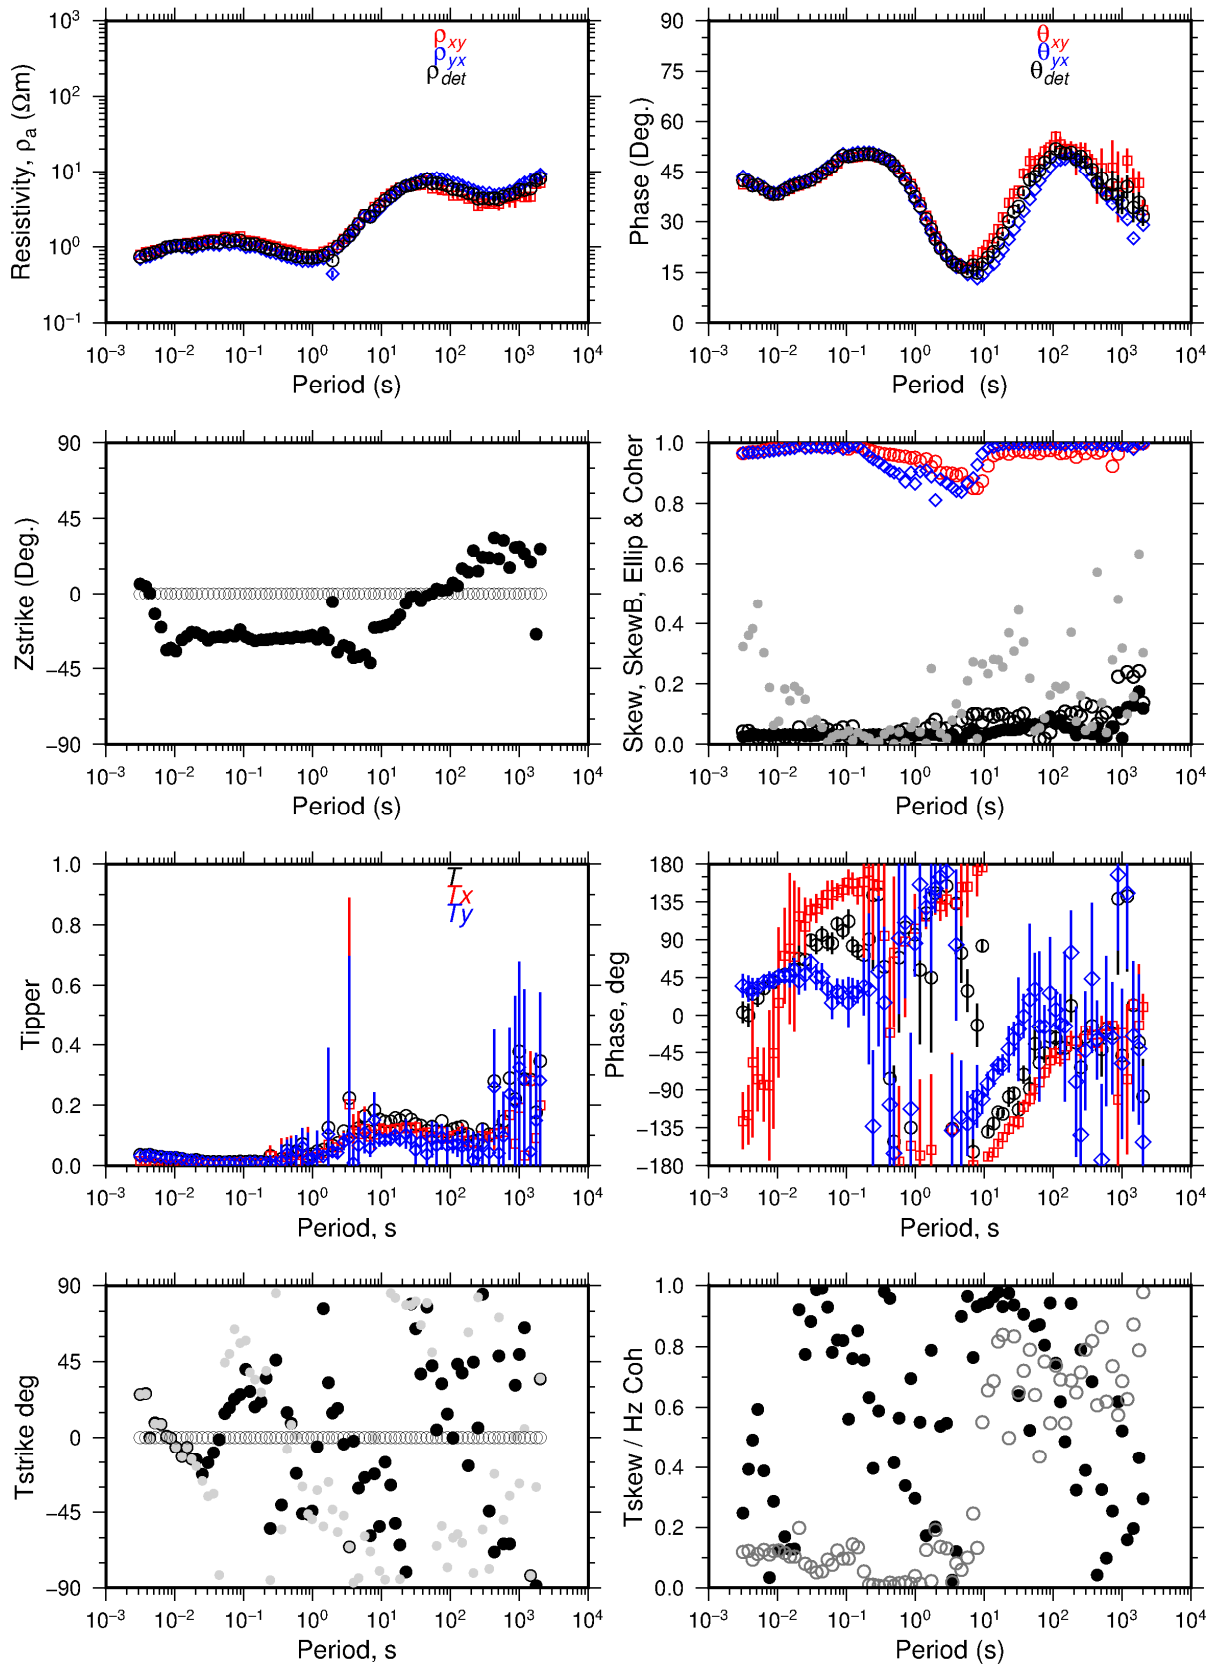 10³
10²
10¹
10⁰
10⁻¹
Resistivity, ρa (Ωm)
ρxy
ρyx
ρdet
10⁻³ 10⁻² 10⁻¹ 10⁰ 10¹ 10² 10³ 10⁴
Period (s)
90
75
60
45
30
15
0
Phase (Deg.)
θxy
θyx
θdet
10⁻³ 10⁻² 10⁻¹ 10⁰ 10¹ 10² 10³ 10⁴
Period (s)
90
45
0
−45
−90
Zstrike (Deg.)
10⁻³ 10⁻² 10⁻¹ 10⁰ 10¹ 10² 10³ 10⁴
Period (s)
1.0
0.8
0.6
0.4
0.2
0.0
Skew, SkewB, Ellip & Coher
10⁻³ 10⁻² 10⁻¹ 10⁰ 10¹ 10² 10³ 10⁴
Period (s)
1.0
0.8
0.6
0.4
0.2
0.0
Tipper
T
Tx
Ty
10⁻³ 10⁻² 10⁻¹ 10⁰ 10¹ 10² 10³ 10⁴
Period, s
180
135
90
45
0
−45
−90
−135
−180
Phase, deg
10⁻³ 10⁻² 10⁻¹ 10⁰ 10¹ 10² 10³ 10⁴
Period, s
90
45
0
−45
−90
Tstrike deg
10⁻³ 10⁻² 10⁻¹ 10⁰ 10¹ 10² 10³ 10⁴
Period, s
1.0
0.8
0.6
0.4
0.2
0.0
Tskew / Hz Coh
10⁻³ 10⁻² 10⁻¹ 10⁰ 10¹ 10² 10³ 10⁴
Period (s)